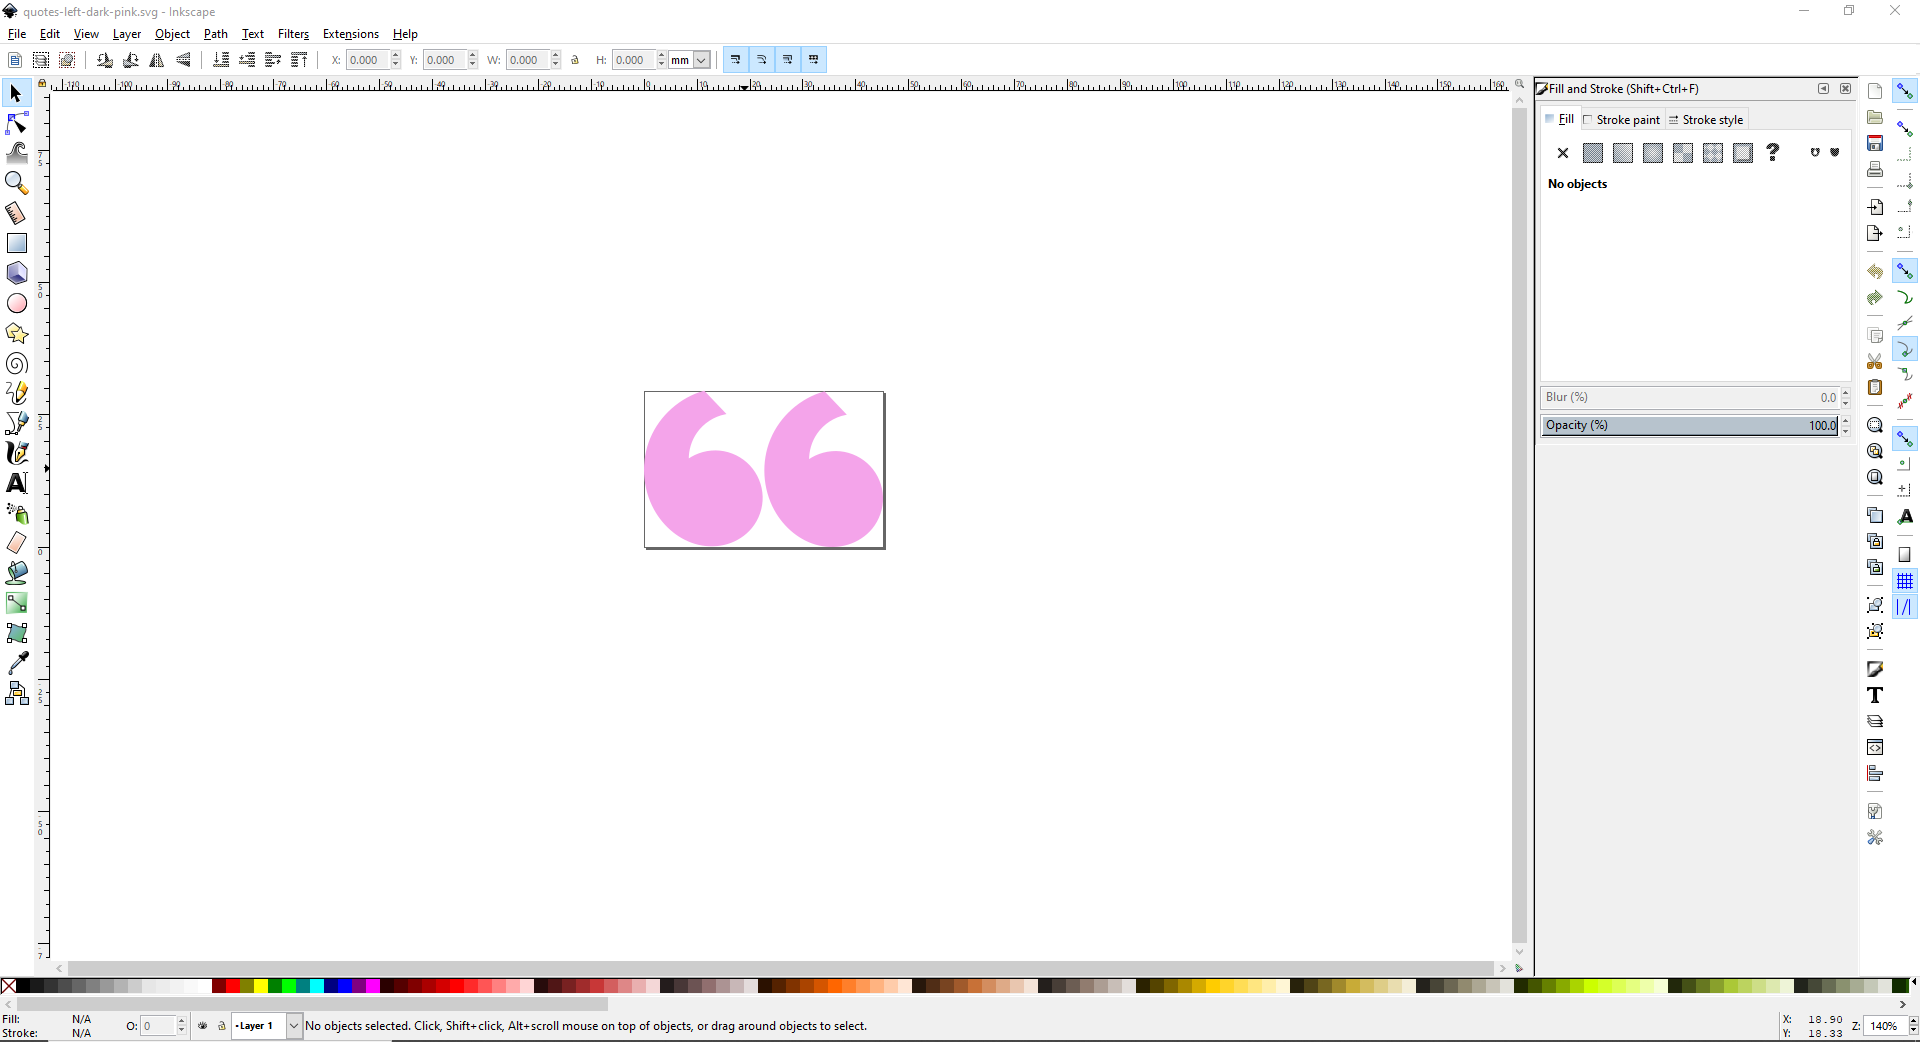 quotes-left-dark-pink.svg - Inkscape
File Edit View Layer Object Path Text Filters Extensions Help
X: 0.000 Y: 0.000 W: 0.000 H: 0.000 mm
Fill and Stroke (Shift+Ctrl+F)
Fill Stroke paint Stroke style
No objects
Blur (%) 0.0
Opacity (%) 100.0
Fill: N/A
Stroke: N/A
O: 0
Layer 1
No objects selected. Click, Shift+click, Alt+scroll mouse on top of objects, or drag around objects to select.
X: 18.90
Y: 18.33
Z: 140%